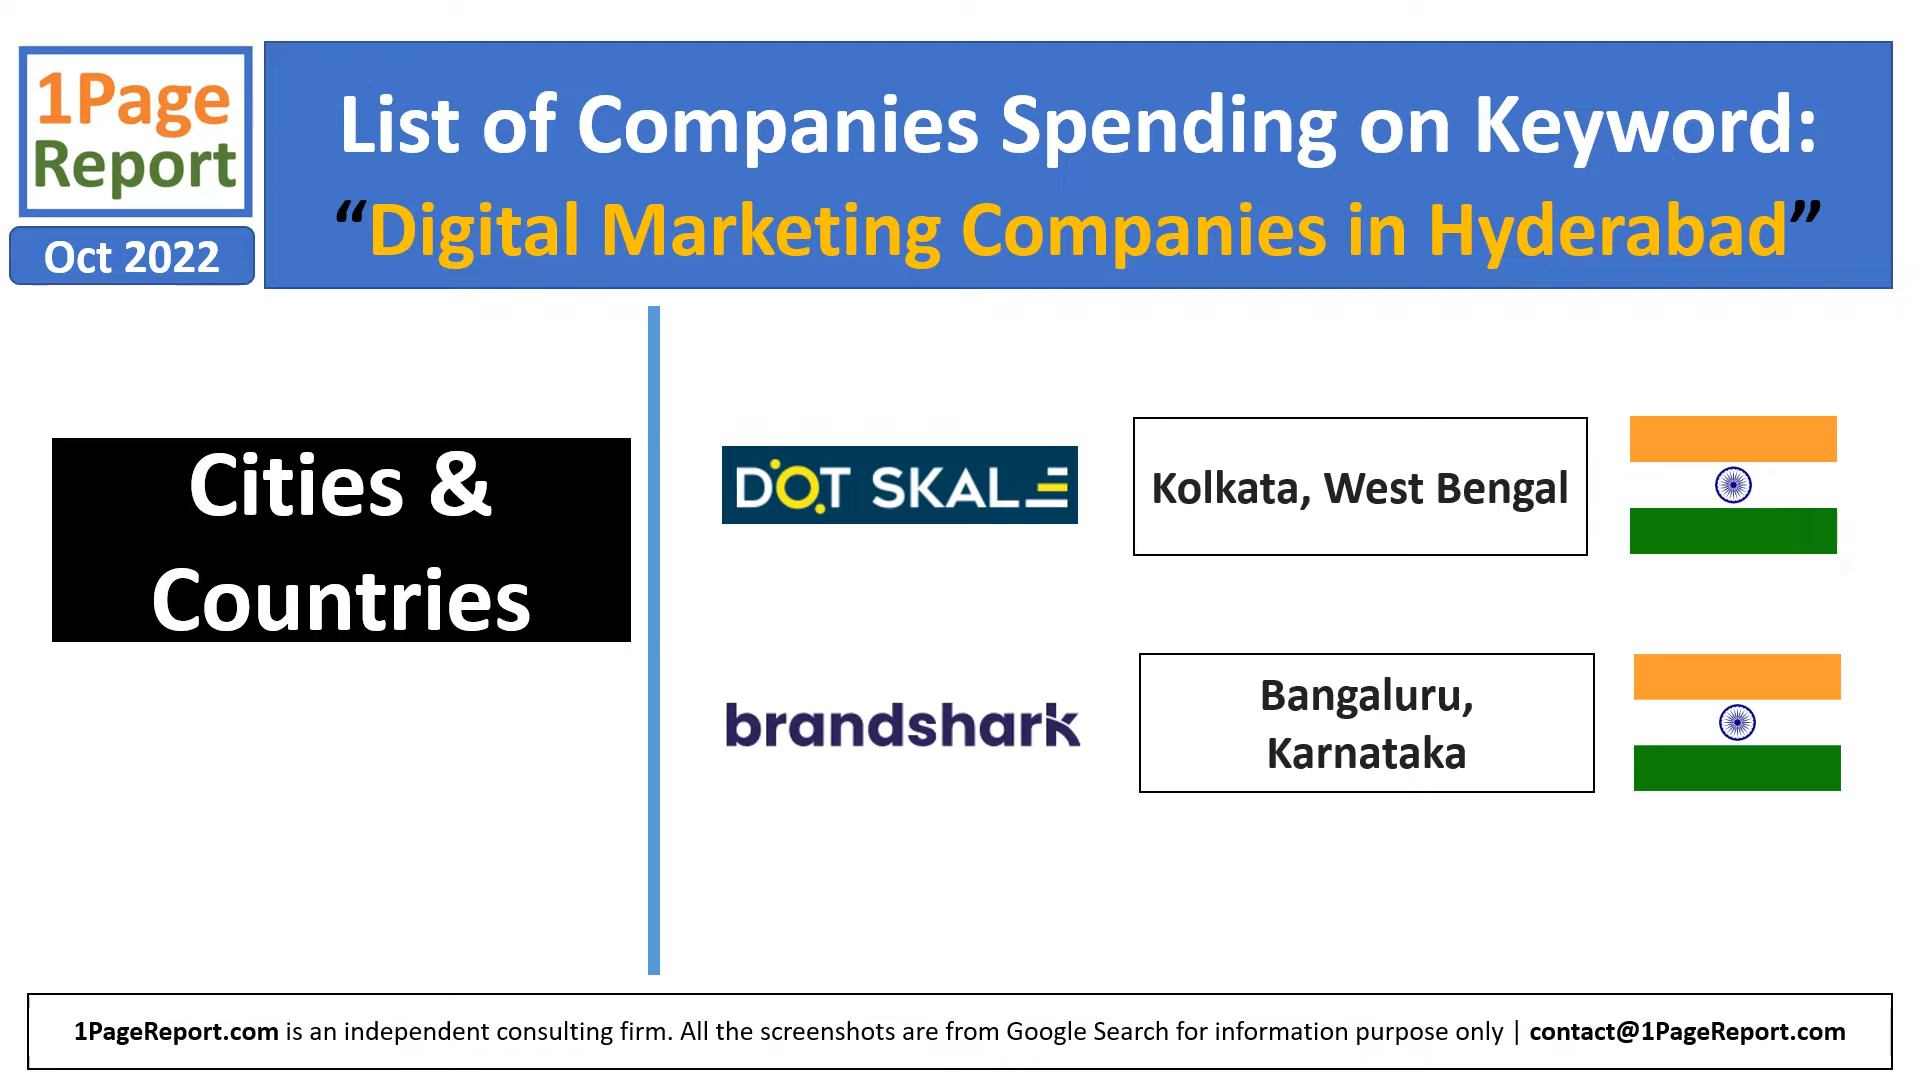 1Page
Report
Oct 2022
List of Companies Spending on Keyword:
“Digital Marketing Companies in Hyderabad”
Cities &
Countries
DOT SKALE
Kolkata, West Bengal
brandshark
Bangaluru,
Karnataka
1PageReport.com is an independent consulting firm. All the screenshots are from Google Search for information purpose only | contact@1PageReport.com